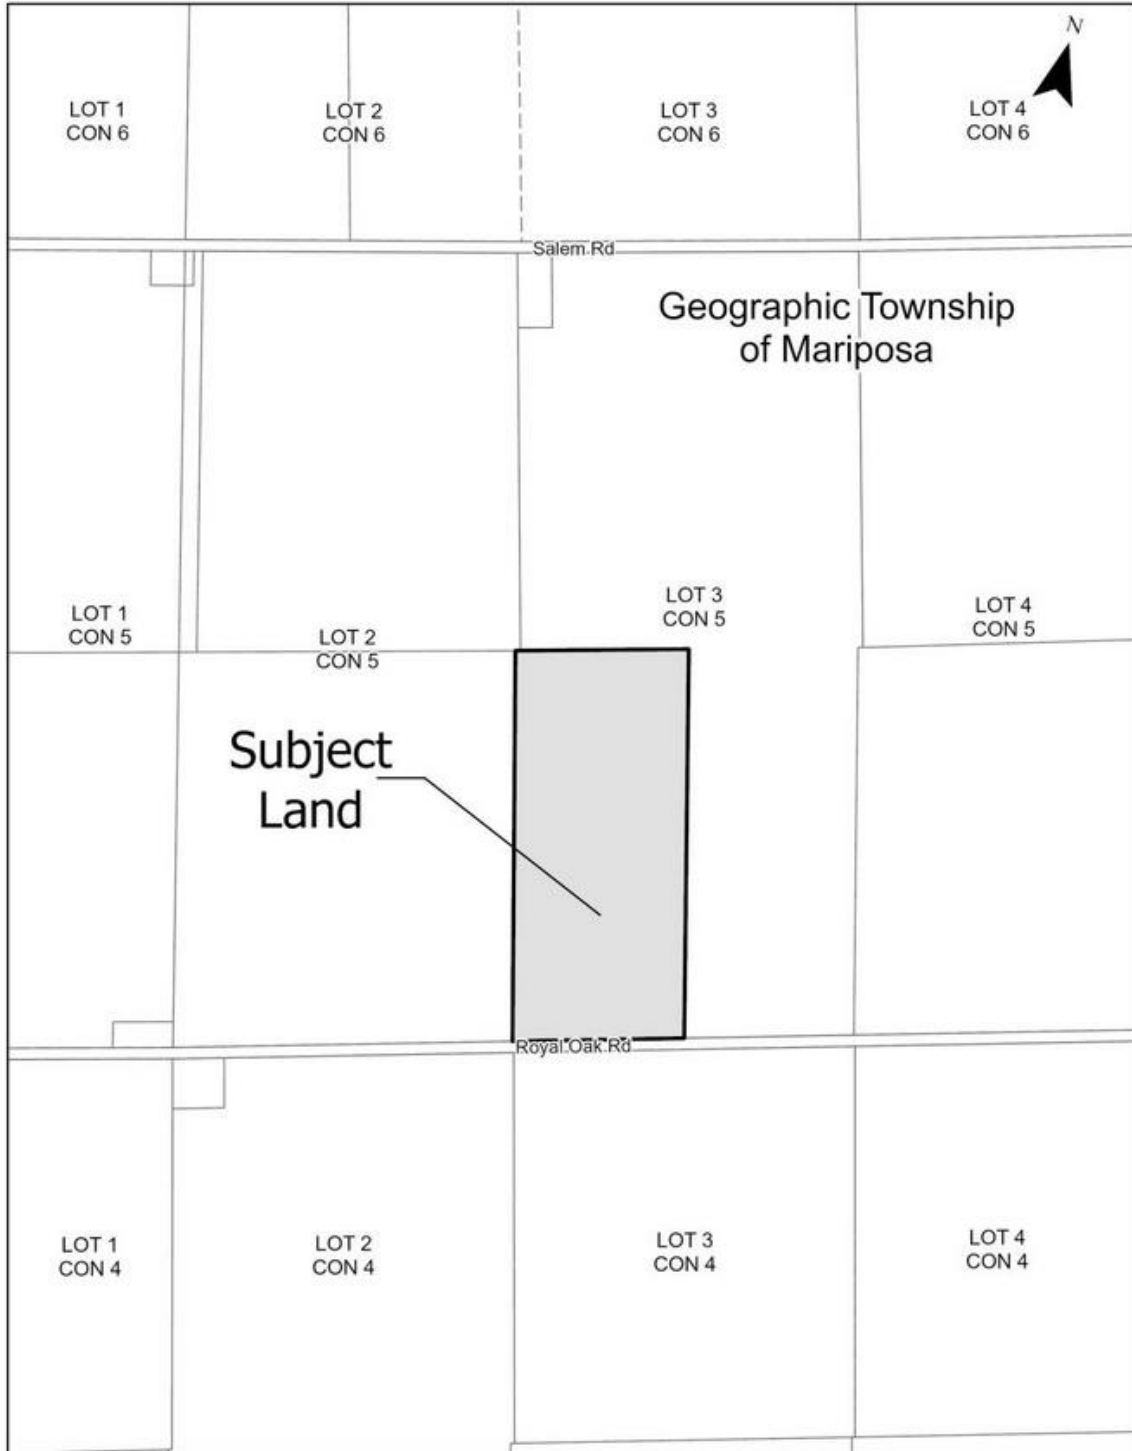 N
LOT 1
CON 6
LOT 2
CON 6
LOT 3
CON 6
LOT 4
CON 6
Salem Rd
Geographic Township
of Mariposa
LOT 1
CON 5
LOT 2
CON 5
LOT 3
CON 5
LOT 4
CON 5
Subject
Land
Royal Oak Rd
LOT 1
CON 4
LOT 2
CON 4
LOT 3
CON 4
LOT 4
CON 4